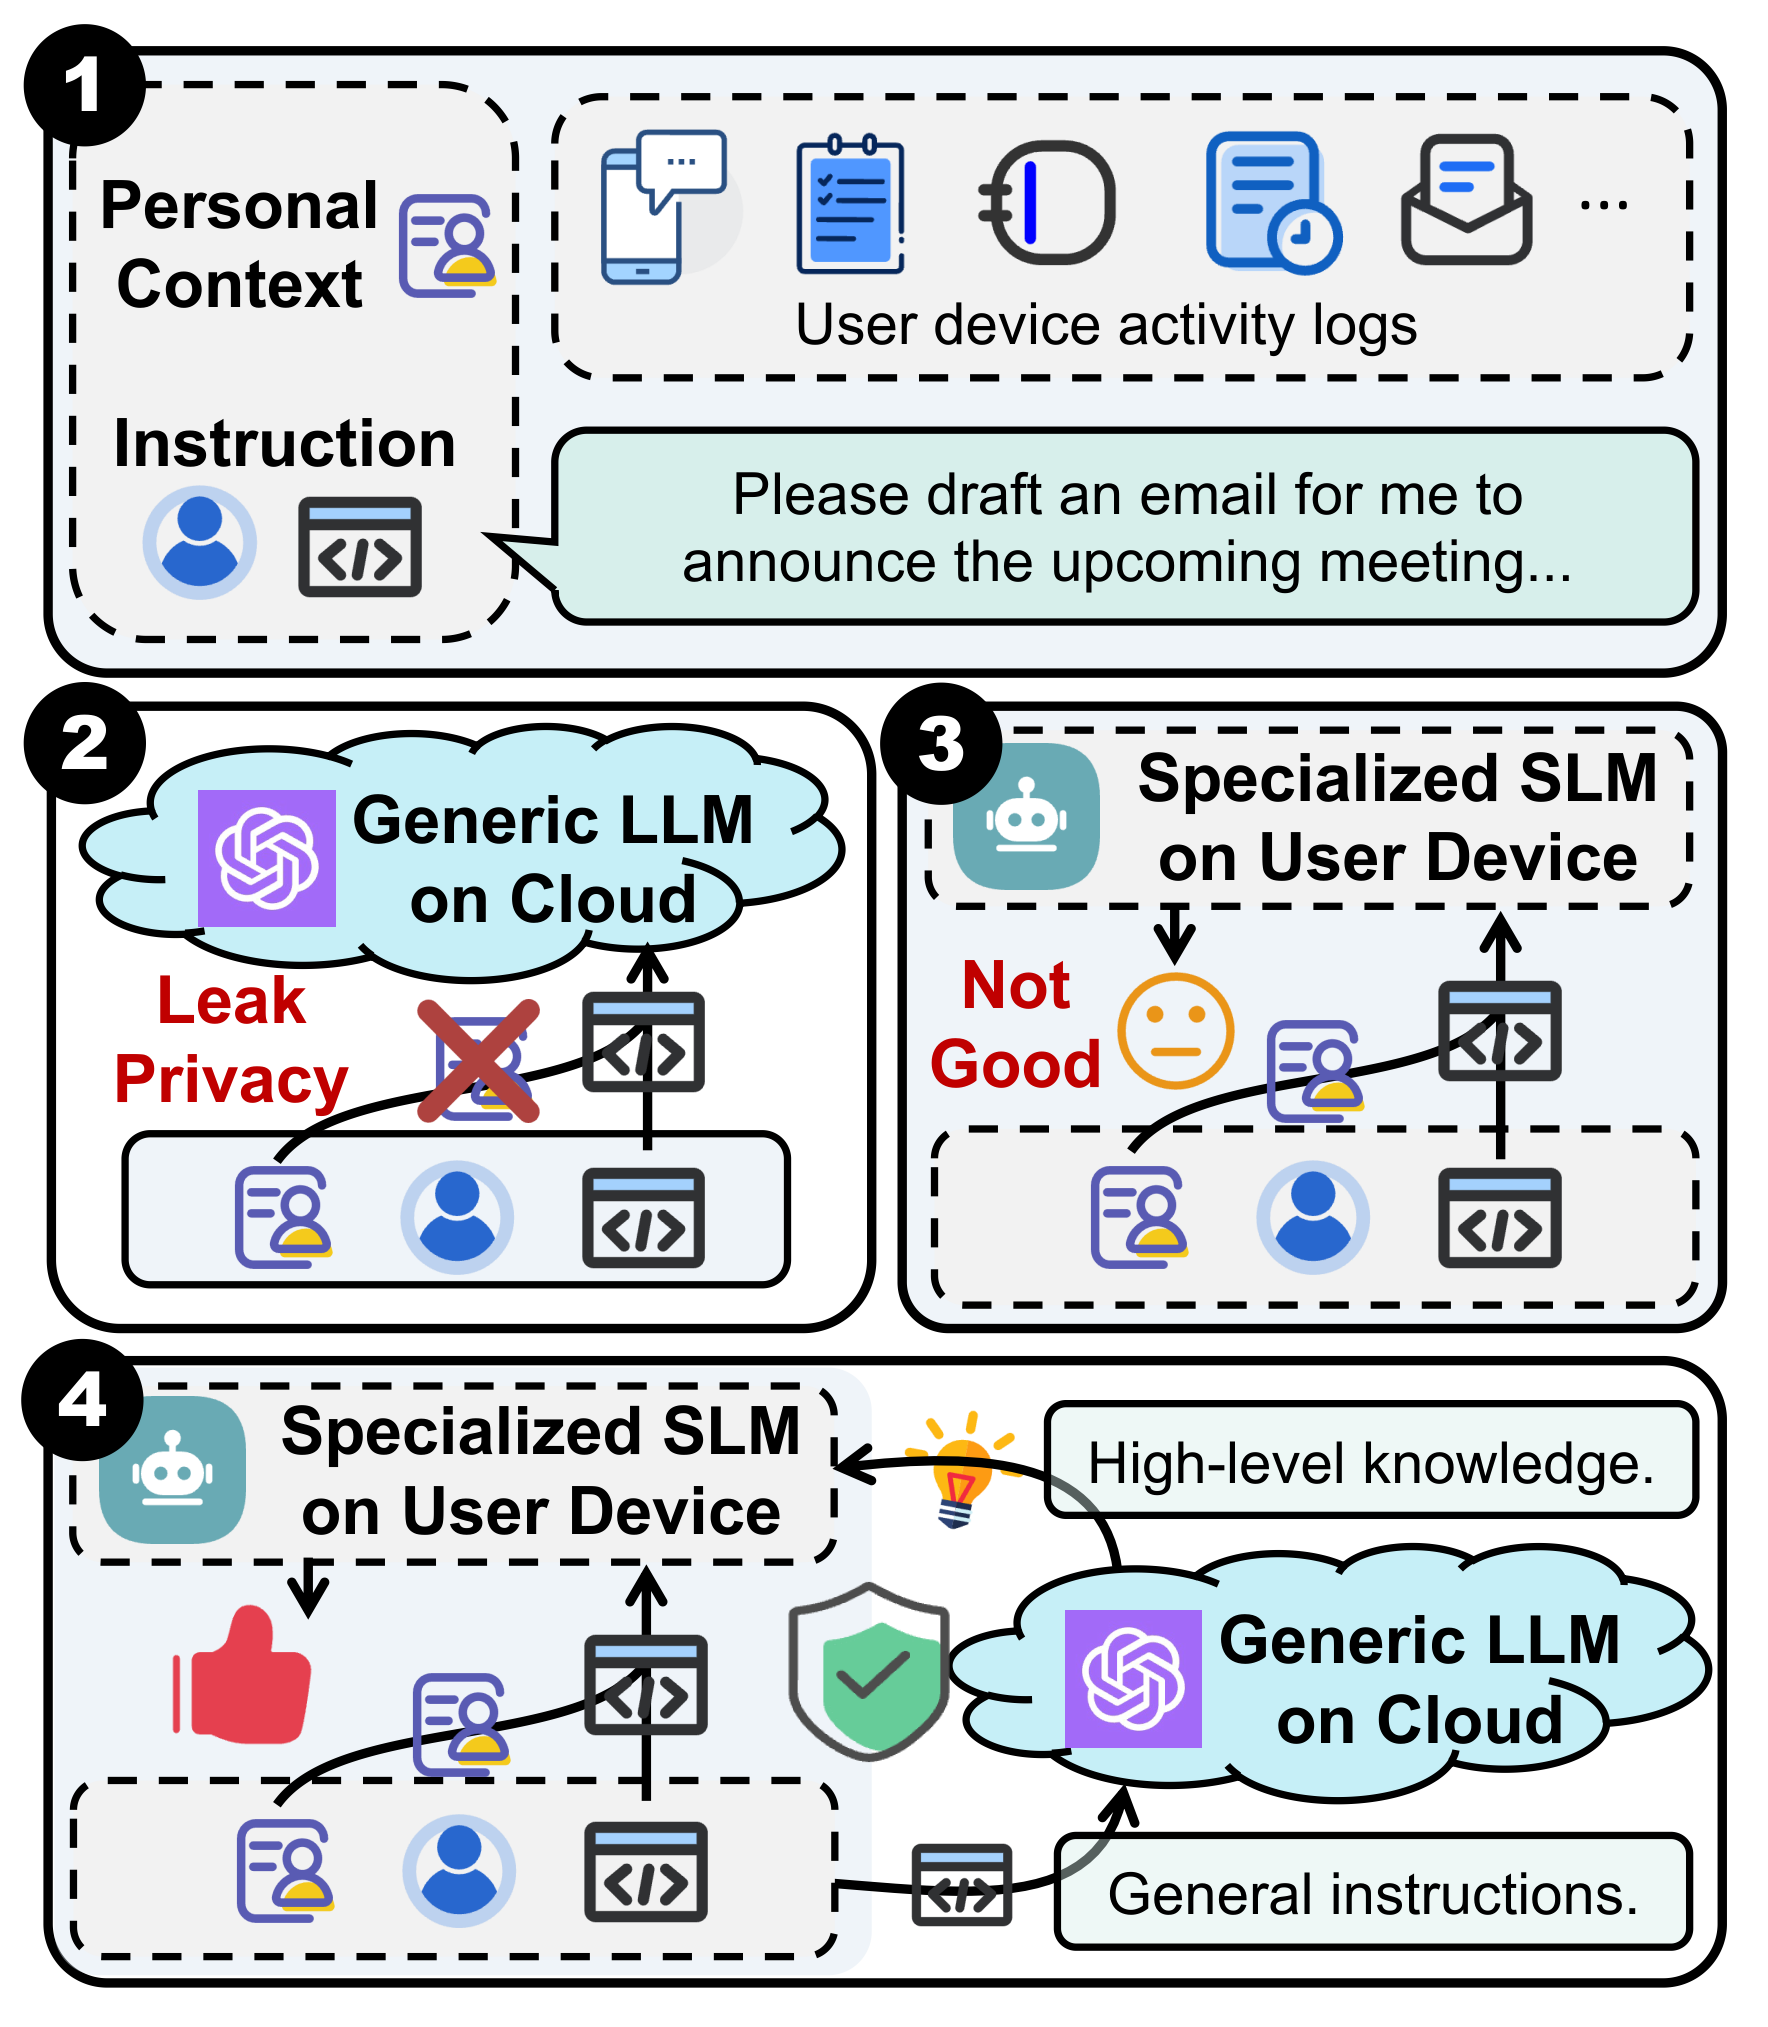 1
Personal
Context
...
User device activity logs
Instruction
</>
Please draft an email for me to
announce the upcoming meeting...
2
Generic LLM
on Cloud
Leak
Privacy
</>
</>
3
Specialized SLM
on User Device
Not
Good
</>
</>
4
Specialized SLM
on User Device
High-level knowledge.
Generic LLM
on Cloud
</>
</>
</>
General instructions.